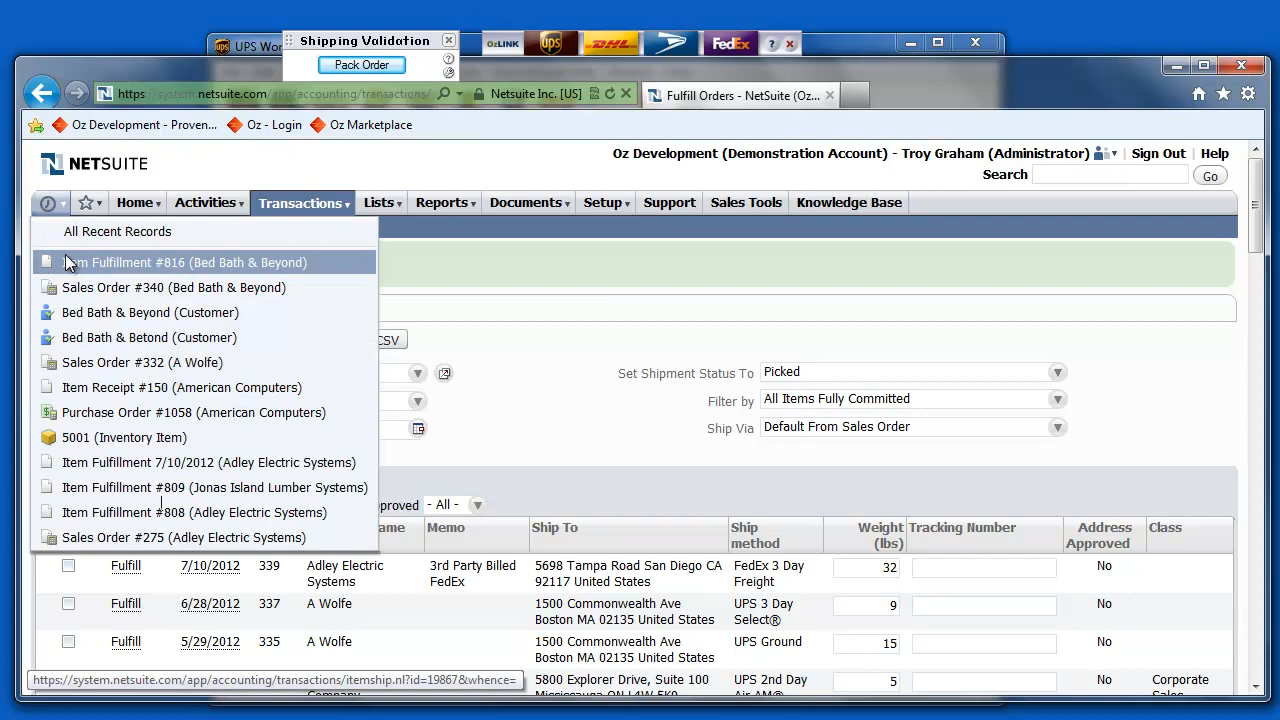 UPS Wor
Shipping Validation
Pack Order
OzLINK
ups
DHL
FedEx
https://system.netsuite.com/app/accounting/transactions/
Netsuite Inc. [US]
Fulfill Orders - NetSuite (Oz...
Oz Development - Proven...
Oz - Login
Oz Marketplace
NETSUITE
Oz Development (Demonstration Account) - Troy Graham (Administrator)
Sign Out
Help
Search
Go
Home
Activities
Transactions
Lists
Reports
Documents
Setup
Support
Sales Tools
Knowledge Base
All Recent Records
Fulfillment #816 (Bed Bath & Beyond)
Sales Order #340 (Bed Bath & Beyond)
Bed Bath & Beyond (Customer)
Bed Bath & Betond (Customer)
Sales Order #332 (A Wolfe)
Item Receipt #150 (American Computers)
Purchase Order #1058 (American Computers)
5001 (Inventory Item)
Item Fulfillment 7/10/2012 (Adley Electric Systems)
Item Fulfillment #809 (Jonas Island Lumber Systems)
Item Fulfillment #808 (Adley Electric Systems)
Sales Order #275 (Adley Electric Systems)
CSV
Set Shipment Status To
Picked
Filter by
All Items Fully Committed
Ship Via
Default From Sales Order
proved
- All -
ame
Memo
Ship To
Ship method
Weight (lbs)
Tracking Number
Address Approved
Class
Fulfill
7/10/2012
339
Adley Electric Systems
3rd Party Billed FedEx
5698 Tampa Road San Diego CA 92117 United States
FedEx 3 Day Freight
32
No
Fulfill
6/28/2012
337
A Wolfe
1500 Commonwealth Ave Boston MA 02135 United States
UPS 3 Day Select®
9
No
Fulfill
5/29/2012
335
A Wolfe
1500 Commonwealth Ave Boston MA 02135 United States
UPS Ground
15
No
5800 Explorer Drive, Suite 100
UPS 2nd Day
5
No
Corporate
https://system.netsuite.com/app/accounting/transactions/itemship.nl?id=19867&whence=